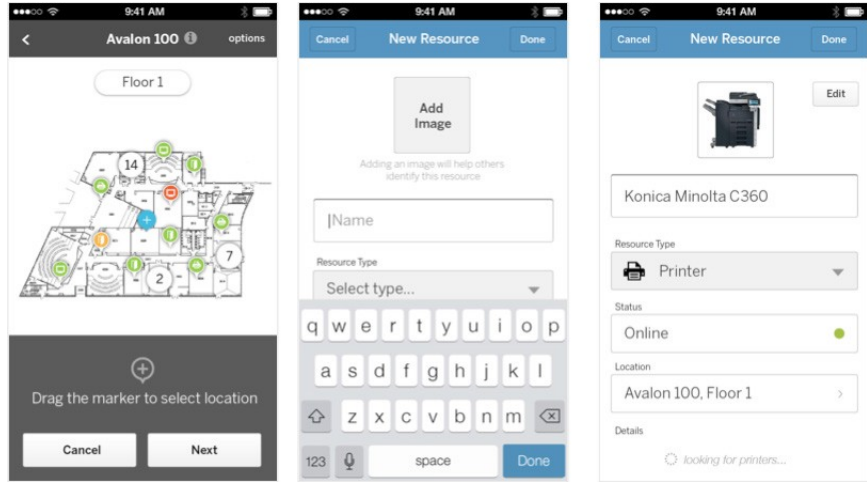 9:41 AM
Avalon 100
options
Floor 1
14
7
2
Drag the marker to select location
Cancel
Next
9:41 AM
Cancel
New Resource
Done
Add
Image
Adding an image will help others
identify this resource
Name
Resource Type
Select type...
q w e r t y u i o p
a s d f g h j k l
z x c v b n m
123
space
Done
9:41 AM
Cancel
New Resource
Done
Edit
Konica Minolta C360
Resource Type
Printer
Status
Online
Location
Avalon 100, Floor 1
Details
looking for printers...